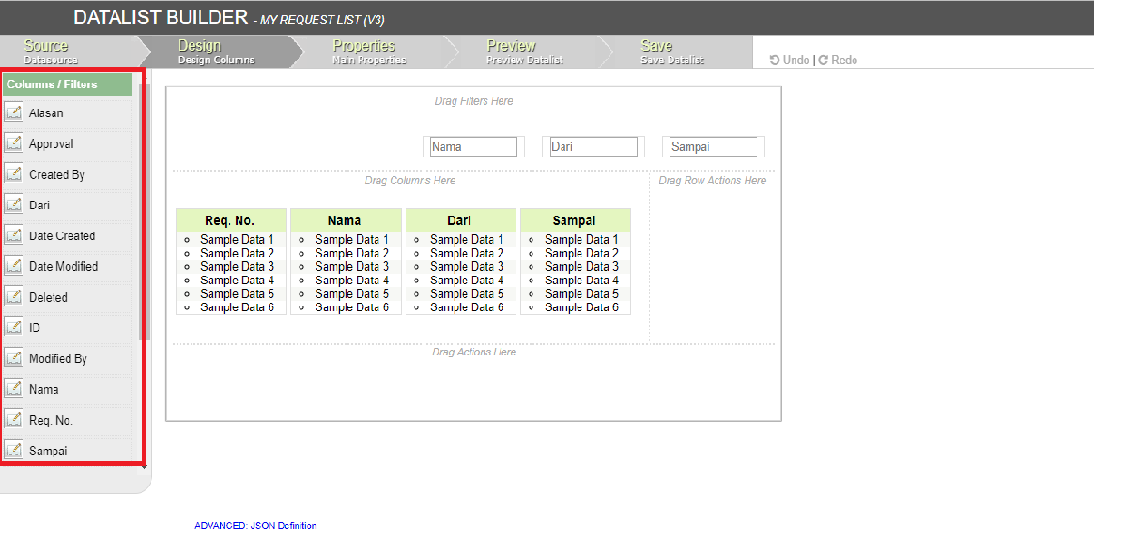 DATALIST BUILDER - MY REQUEST LIST (V3)
Source
Datasource
Design
Design Columns
Properties
Main Properties
Preview
Preview Datalist
Save
Save Datalist
Undo | Redo
Columns / Filters
Alasan
Approval
Created By
Dari
Date Created
Date Modified
Deleted
ID
Modified By
Nama
Req. No.
Sampai
Drag Filters Here
Nama Dari Sampai
Drag Columns Here
Drag Row Actions Here
Req. No. Nama Dari Sampai
Sample Data 1 Sample Data 1 Sample Data 1 Sample Data 1
Sample Data 2 Sample Data 2 Sample Data 2 Sample Data 2
Sample Data 3 Sample Data 3 Sample Data 3 Sample Data 3
Sample Data 4 Sample Data 4 Sample Data 4 Sample Data 4
Sample Data 5 Sample Data 5 Sample Data 5 Sample Data 5
Sample Data 6 Sample Data 6 Sample Data 6 Sample Data 6
Drag Actions Here
ADVANCED: JSON Definition